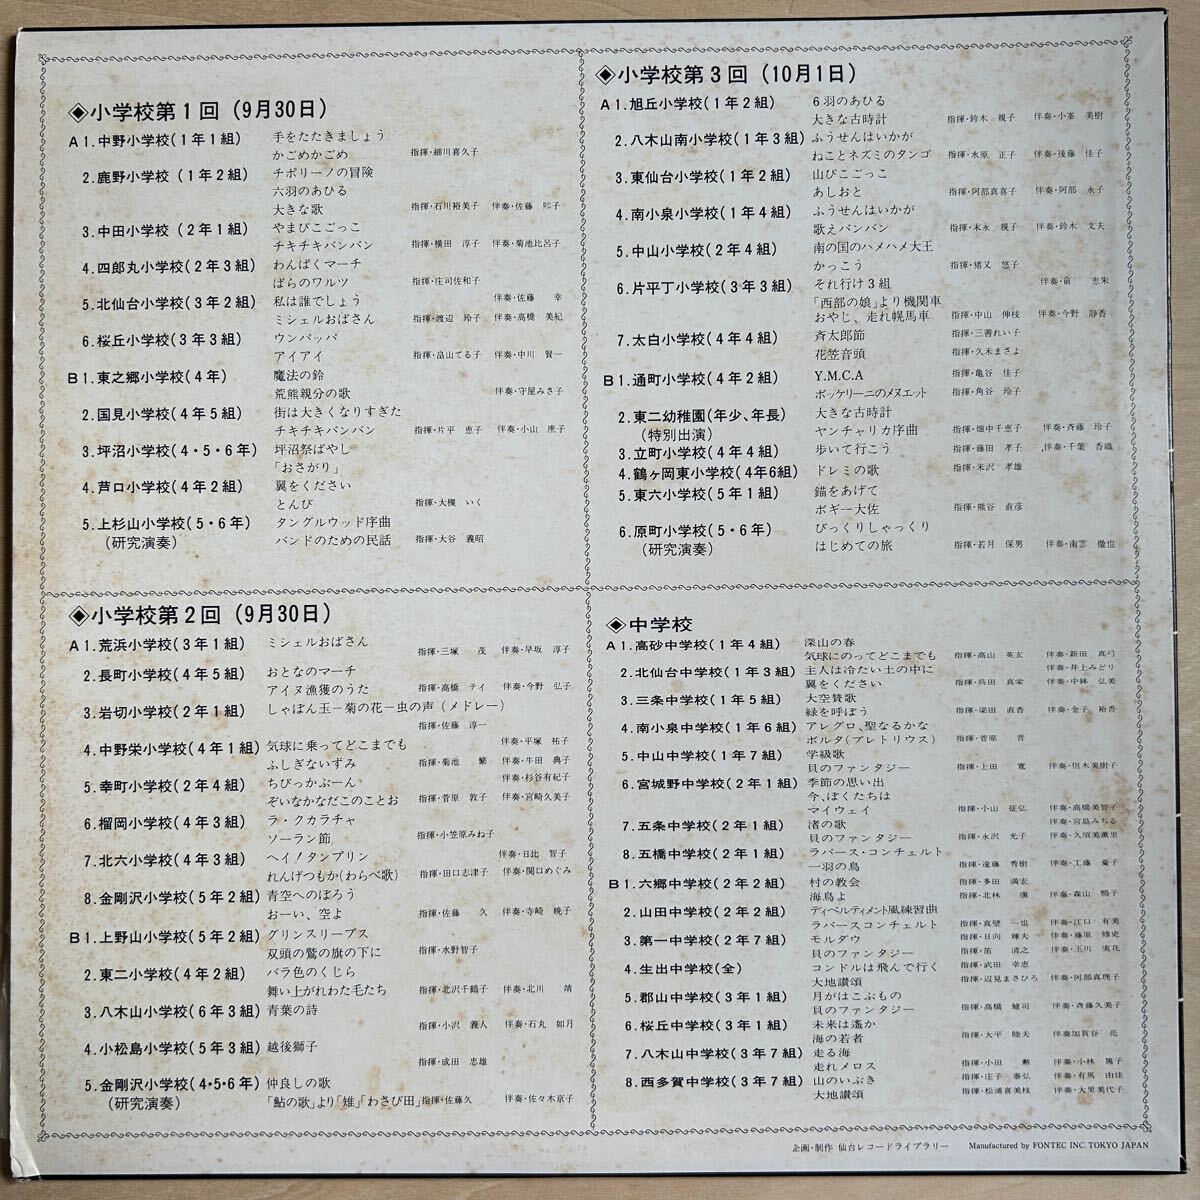 ◈小学校第1回（9月30日）
A1.中野小学校(1年1組) 手をたたきましょう
かごめかごめ 指揮・細川喜久子
2.鹿野小学校(1年2組) チポリーノの冒険
六羽のあひる
大きな歌 指揮・石川裕美子 伴奏・佐藤 熙子
3.中田小学校(2年1組) やまびこごっこ
チキチキバンバン 指揮・横田 淳子 伴奏・菊池比呂子
4.四郎丸小学校(2年3組) わんぱくマーチ
ばらのワルツ 指揮・庄司佐和子
5.北仙台小学校(3年2組) 私は誰でしょう 伴奏・佐藤 幸
ミシェルおばさん 指揮・渡辺 玲子 伴奏・高橋 美紀
6.桜丘小学校(3年3組) ウンパッパ
アイアイ 指揮・畠山てる子 伴奏・中川 賢一
B1.東之郷小学校(4年) 魔法の鈴
荒熊親分の歌 伴奏・守屋みさ子
2.国見小学校(4年5組) 街は大きくなりすぎた
チキチキバンバン 指揮・片平 恵子 伴奏・小山 庶子
3.坪沼小学校(4・5・6年) 坪沼祭ばやし
「おさがり」
4.芦口小学校(4年2組) 翼をください
とんび 指揮・大槻 いく
5.上杉山小学校(5・6年) タングルウッド序曲
(研究演奏) バンドのための民話 指揮・大谷 義昭
◈小学校第2回（9月30日）
A1.荒浜小学校(3年1組) ミシェルおばさん
指揮・三塚 茂 伴奏・早坂 淳子
2.長町小学校(4年5組) おとなのマーチ
アイヌ漁獲のうた 指揮・高橋 テイ 伴奏・今野 弘子
3.岩切小学校(2年1組) しゃぼん玉－菊の花－虫の声（メドレー）
指揮・佐藤 淳一
4.中野栄小学校(4年1組) 気球に乗ってどこまでも 伴奏・平塚 祐子
ふしぎないずみ 指揮・菊池 繁 伴奏・牛田 典子
5.幸町小学校(2年4組) ちびっかぶーん 伴奏・杉谷有紀子
ぞいなかなだこのことお 指揮・菅原 敦子 伴奏・宮崎久美子
6.榴岡小学校(4年3組) ラ・クカラチャ
ソーラン節 指揮・小笠原みね子
7.北六小学校(4年3組) ヘイ!タンブリン 伴奏・日比 智子
れんげつもか(わらべ歌) 指揮・田口志津子 伴奏・関口めぐみ
8.金剛沢小学校(5年2組) 青空へのぼろう
おーい、空よ 指揮・佐藤 久 伴奏・寺崎 暁子
B1.上野山小学校(5年2組) グリンスリーブス
双頭の鷲の旗の下に 指揮・水野智子
2.東二小学校(4年2組) バラ色のくじら
舞い上がれわた毛たち 指揮・北沢千鶴子 伴奏・北川 靖
3.八木山小学校(6年3組) 青葉の詩
指揮・小沢 義人 伴奏・石丸 如月
4.小松島小学校(5年3組) 越後獅子
指揮・成田 忠雄
5.金剛沢小学校(4・5・6年) 仲良しの歌
(研究演奏) 「鮎の歌」より「雉」「わさび田」 指揮・佐藤久 伴奏・佐々木京子
◈小学校第3回（10月1日）
A1.旭丘小学校(1年2組) 6羽のあひる
大きな古時計 指揮・鈴木 親子 伴奏・小峯 美樹
2.八木山南小学校(1年3組) ふうせんはいかが
ねことネズミのタンゴ 指揮・水原 正子 伴奏・後藤 佳子
3.東仙台小学校(1年2組) 山びこごっこ
あしおと 指揮・阿部真喜子 伴奏・阿部 永子
4.南小泉小学校(1年4組) ふうせんはいかが
歌えバンバン 指揮・末永 親子 伴奏・鈴木 文夫
5.中山小学校(2年4組) 南の国のハメハメ大王
かっこう 指揮・猪又 悠子
6.片平丁小学校(3年3組) それ行け3組 伴奏・兪 恵朱
「西部の娘」より機関車
おやじ、走れ幌馬車 指揮・中山 伸枝 伴奏・今野 静香
7.太白小学校(4年4組) 斉太郎節 指揮・三善れい子
花笠音頭 指揮・久米まさよ
B1.通町小学校(4年2組) Y.M.C.A 指揮・亀谷 佳子
ボッケリーニのメヌエット 指揮・角谷 玲子
2.東二幼稚園(年少、年長) 大きな古時計
(特別出演) ヤンチャリカ序曲 指揮・畑中千恵子 伴奏・斉藤 玲子
3.立町小学校(4年4組) 歩いて行こう 指揮・藤田 孝子 伴奏・千葉 香織
4.鶴ヶ岡東小学校(4年6組) ドレミの歌 指揮・米沢 孝雄
5.東六小学校(5年1組) 錨をあげて
ボギー大佐 指揮・熊谷 直彦
6.原町小学校(5・6年) びっくりしゃっくり
(研究演奏) はじめての旅 指揮・若月 保男 伴奏・南雲 徹也
◈中学校
A1.高砂中学校(1年4組) 深山の春
気球にのってどこまでも 指揮・高山 英玄 伴奏・新田 真弓
2.北仙台中学校(1年3組) 主人は冷たい土の中に 伴奏・井上みどり
翼をください 指揮・呉田 真栄 伴奏・中鉢 弘美
3.三条中学校(1年5組) 大空賛歌
緑を呼ぼう 指揮・梁田 直香 伴奏・金子 裕香
4.南小泉中学校(1年6組) アレグロ、聖なるかな
ボルタ(プレトリウス) 指揮・菅原 晋
5.中山中学校(1年7組) 学級歌
貝のファンタジー 指揮・上田 寛 伴奏・但木美樹子
6.宮城野中学校(2年1組) 季節の思い出
今、ぼくたちは
マイウェイ 指揮・小山 征弘 伴奏・高橋美智子
7.五条中学校(2年1組) 渚の歌 伴奏・宮島みちる
貝のファンタジー 指揮・永沢 光子 伴奏・久須美薫里
8.五橋中学校(2年1組) ラバース・コンチェルト
一羽の鳥 指揮・遠藤 秀樹 伴奏・工藤 憂子
B1.六郷中学校(2年2組) 村の教会 指揮・多田 満宏
海鳥よ 指揮・北林 康 伴奏・森山 鴨子
2.山田中学校(2年2組) ディベルティメント風練習曲
ラバースコンチェルト 指揮・真壁 一也 伴奏・江口 有美
3.第一中学校(2年7組) モルダウ 指揮・日向 輝夫 伴奏・藤原 修史
貝のファンタジー 指揮・笛 清之 伴奏・玉川 実花
4.生出中学校(全) コンドルは飛んで行く 指揮・武田 幸恵
大地讃頌 指揮・辺見まさひろ 伴奏・阿部真理子
5.郡山中学校(3年1組) 月がはこぶもの
貝のファンタジー 指揮・高橋 健司 伴奏・斉藤久美子
6.桜丘中学校(3年1組) 未来は遥か
海の若者 指揮・大平 睦夫 伴奏加賀谷 亮
7.八木山中学校(3年7組) 走る海
走れメロス 指揮・小田 勲 伴奏・小林 篤子
8.西多賀中学校(3年7組) 山のいぶき 指揮・庄子 泰弘 伴奏・有馬 由佳
大地讃頌 指揮・松浦喜美枝 伴奏・大里美代子
企画・制作 仙台レコードライブラリー Manufactured by FONTEC INC. TOKYO JAPAN